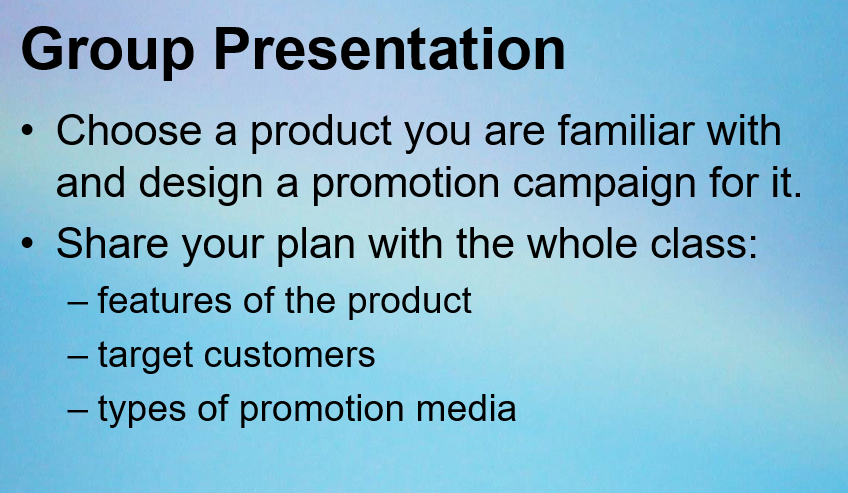 Group Presentation
• Choose a product you are familiar with
and design a promotion campaign for it.
• Share your plan with the whole class:
– features of the product
– target customers
– types of promotion media